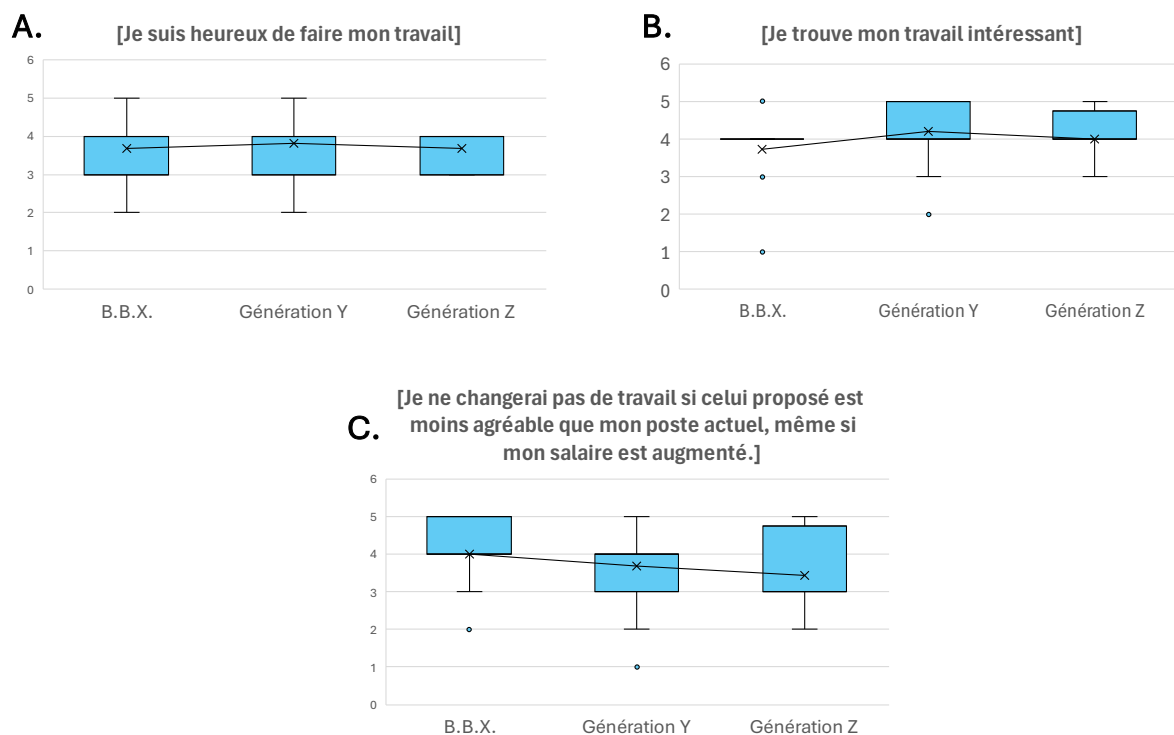 A.
[Je suis heureux de faire mon travail]
6
5
4
3
2
1
0
B.B.X.
Génération Y
Génération Z
B.
[Je trouve mon travail intéressant]
6
5
4
3
2
1
0
B.B.X.
Génération Y
Génération Z
C.
[Je ne changerai pas de travail si celui proposé est
moins agréable que mon poste actuel, même si
mon salaire est augmenté.]
6
5
4
3
2
1
0
B.B.X.
Génération Y
Génération Z